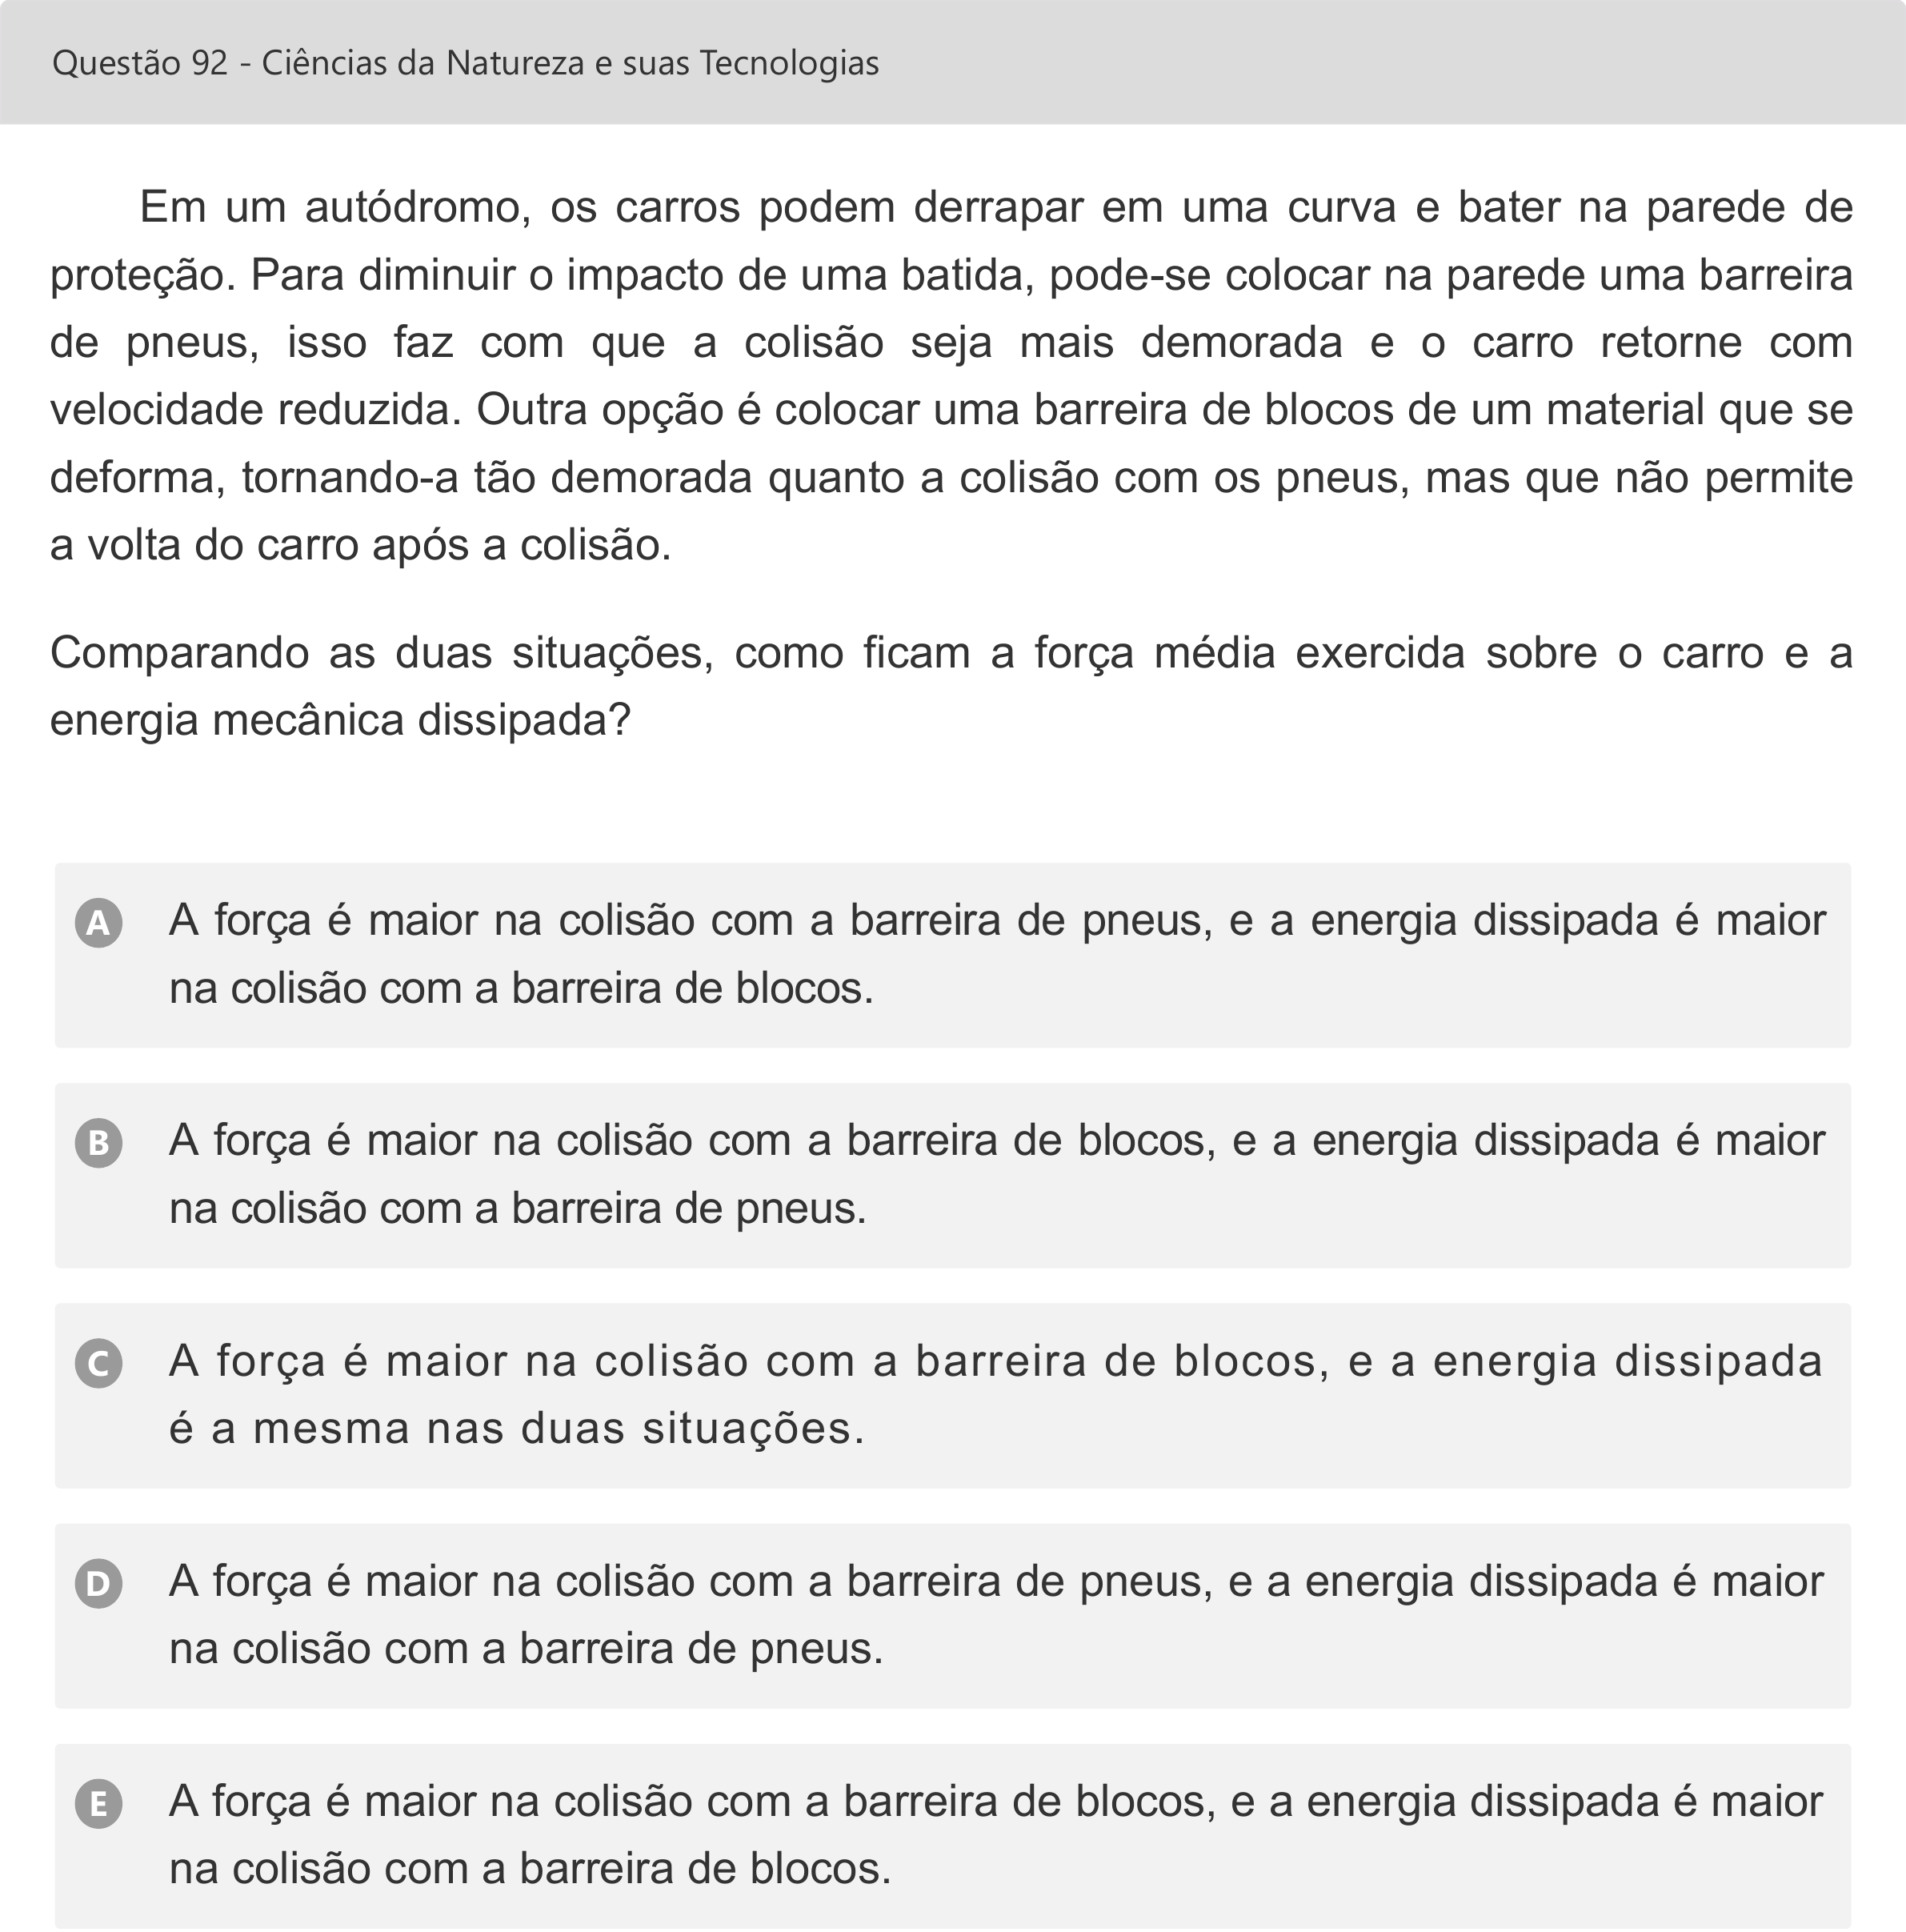 Questão 92 - Ciências da Natureza e suas Tecnologias
Em um autódromo, os carros podem derrapar em uma curva e bater na parede de
proteção. Para diminuir o impacto de uma batida, pode-se colocar na parede uma barreira
de pneus, isso faz com que a colisão seja mais demorada e o carro retorne com
velocidade reduzida. Outra opção é colocar uma barreira de blocos de um material que se
deforma, tornando-a tão demorada quanto a colisão com os pneus, mas que não permite
a volta do carro após a colisão.
Comparando as duas situações, como ficam a força média exercida sobre o carro e a
energia mecânica dissipada?
A A força é maior na colisão com a barreira de pneus, e a energia dissipada é maior
na colisão com a barreira de blocos.
B A força é maior na colisão com a barreira de blocos, e a energia dissipada é maior
na colisão com a barreira de pneus.
C A força é maior na colisão com a barreira de blocos, e a energia dissipada
é a mesma nas duas situações.
D A força é maior na colisão com a barreira de pneus, e a energia dissipada é maior
na colisão com a barreira de pneus.
E A força é maior na colisão com a barreira de blocos, e a energia dissipada é maior
na colisão com a barreira de blocos.